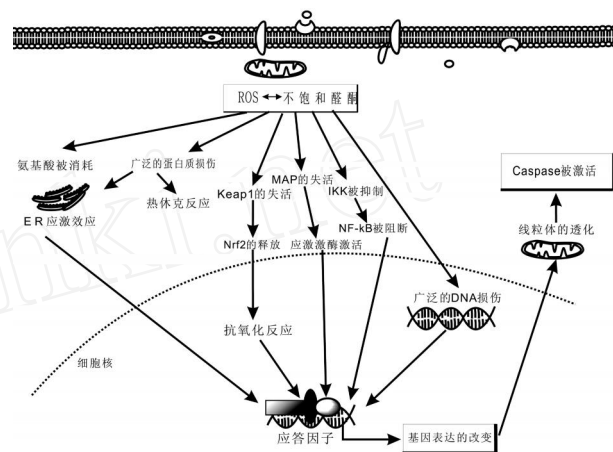 ROS ↔ 不饱和醛酮
氨基酸被消耗
广泛的蛋白质损伤
Caspase被激活
MAP的失活
Keap1的失活
IKK被抑制
热休克反应
ER应激效应
NF-kB被阻断
线粒体的透化
Nrf2的释放
应激激酶激活
广泛的DNA损伤
抗氧化反应
细胞核
应答因子
基因表达的改变
nki.net